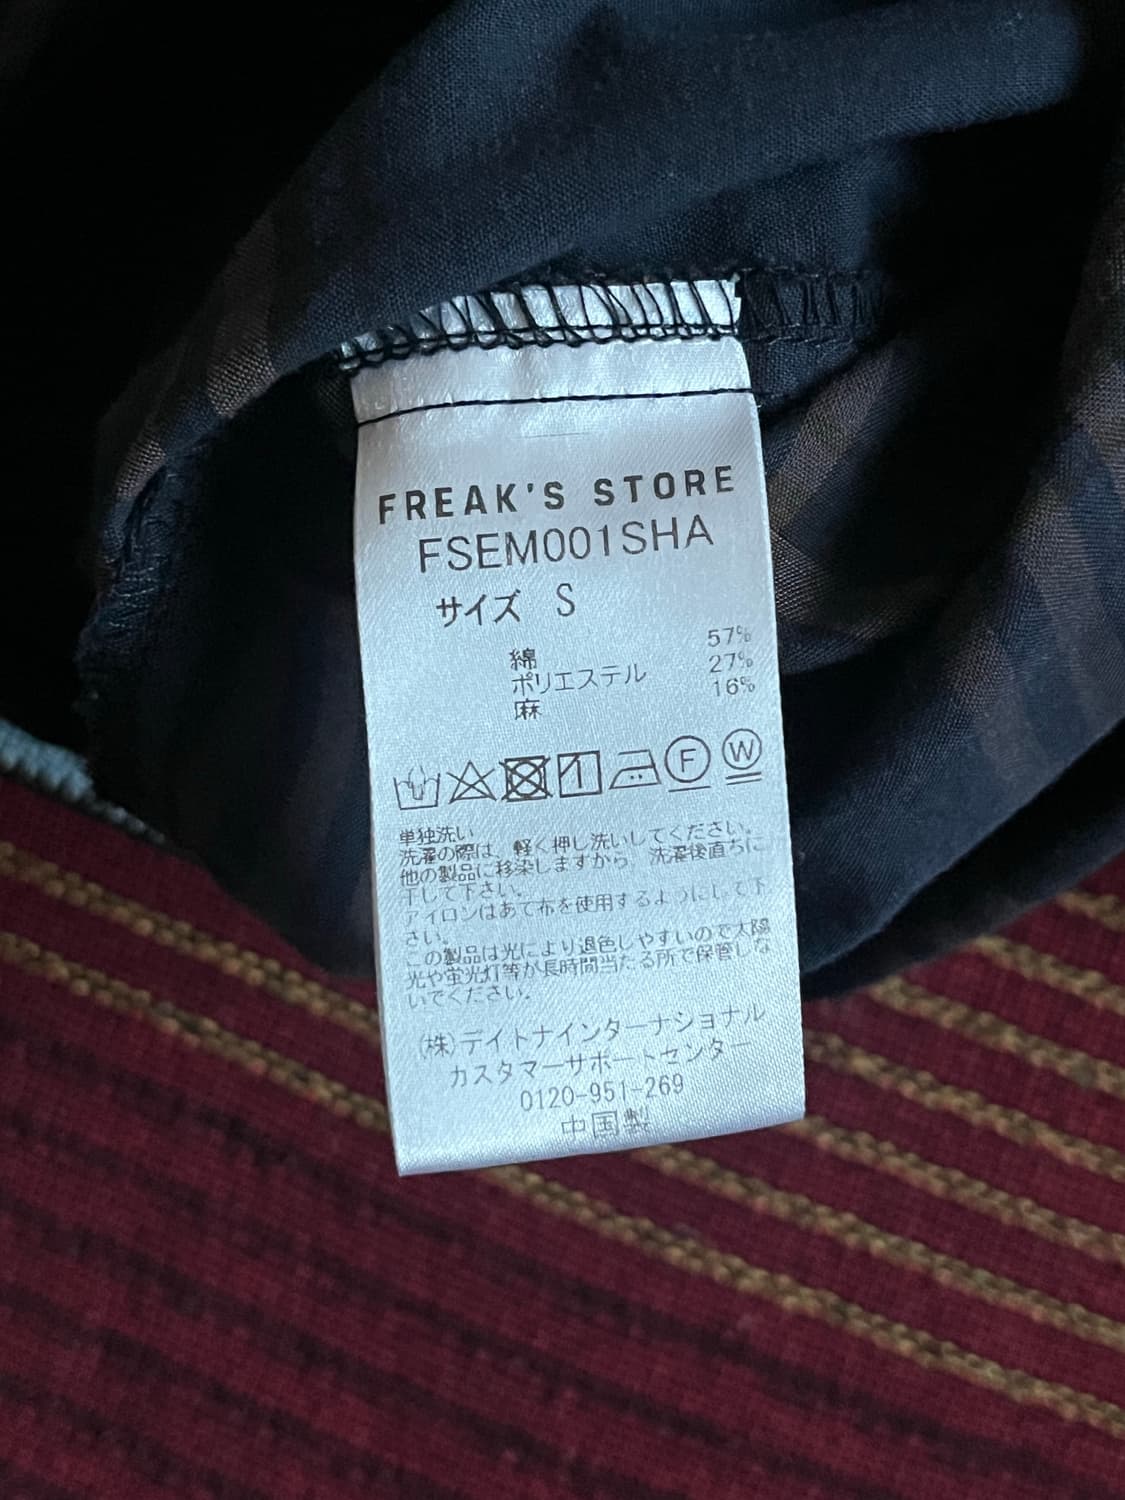 FREAK'S STORE
FSEM001SHA
サイズ S
綿 57%
ポリエステル 27%
麻 16%
F W
単独洗い
洗濯の際は、軽く押し洗いしてください。
他の製品に移染しますから、洗濯後直ちに
干して下さい。
アイロンはあて布を使用するようにして下
さい。
この製品は光により退色しやすいので太陽
光や蛍光灯等が長時間当たる所で保管しな
いでください。
(株)デイトナインターナショナル
カスタマーサポートセンター
0120-951-269
中国製